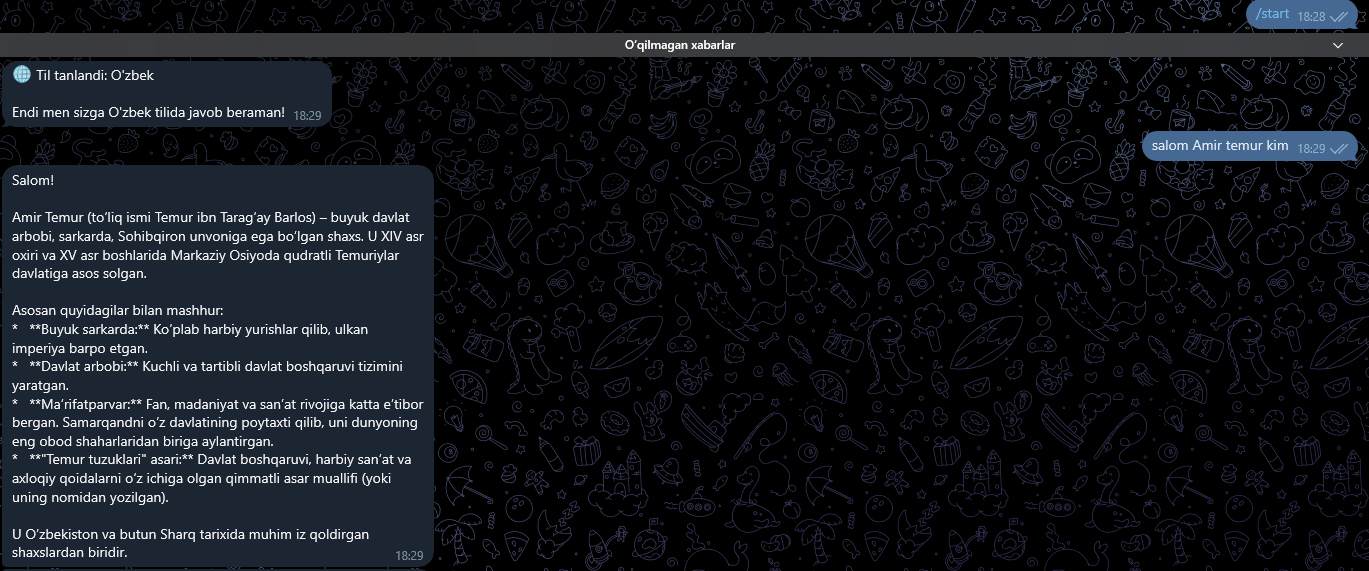 /start 18:28
O‘qilmagan xabarlar
Til tanlandi: O'zbek
Endi men sizga O'zbek tilida javob beraman! 18:29
salom Amir temur kim 18:29
Salom!
Amir Temur (to‘liq ismi Temur ibn Tarag‘ay Barlos) – buyuk davlat
arbobi, sarkarda, Sohibqiron unvoniga ega bo‘lgan shaxs. U XIV asr
oxiri va XV asr boshlarida Markaziy Osiyoda qudratli Temuriylar
davlatiga asos solgan.
Asosan quyidagilar bilan mashhur:
*   **Buyuk sarkarda:** Ko‘plab harbiy yurishlar qilib, ulkan
imperiya barpo etgan.
*   **Davlat arbobi:** Kuchli va tartibli davlat boshqaruvi tizimini
yaratgan.
*   **Ma’rifatparvar:** Fan, madaniyat va san’at rivojiga katta e’tibor
bergan. Samarqandni o‘z davlatining poytaxti qilib, uni dunyoning
eng obod shaharlaridan biriga aylantirgan.
*   **"Temur tuzuklari" asari:** Davlat boshqaruvi, harbiy san’at va
axloqiy qoidalarni o‘z ichiga olgan qimmatli asar muallifi (yoki
uning nomidan yozilgan).
U O‘zbekiston va butun Sharq tarixida muhim iz qoldirgan
shaxslardan biridir. 18:29